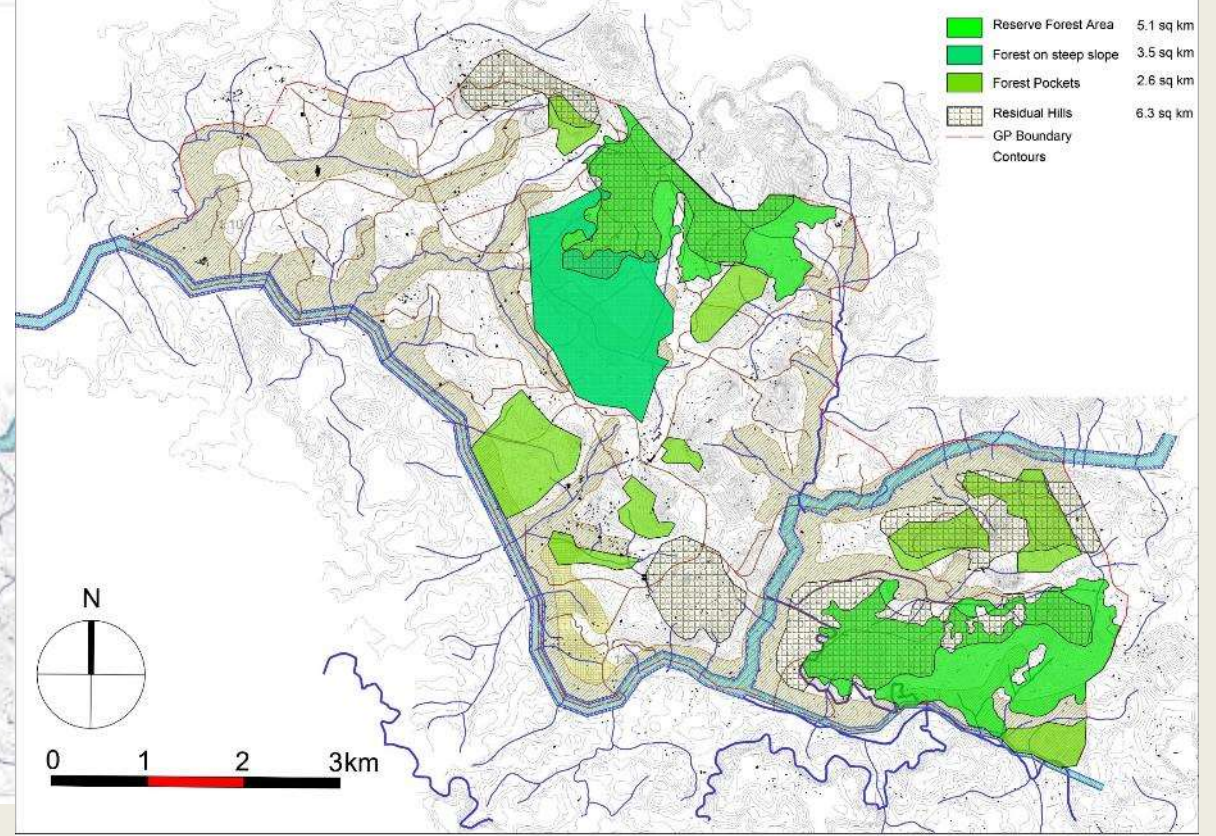 Reserve Forest Area 5.1 sq km
Forest on steep slope 3.5 sq km
Forest Pockets 2.6 sq km
Residual Hills 6.3 sq km
GP Boundary
Contours
N
0 1 2 3km